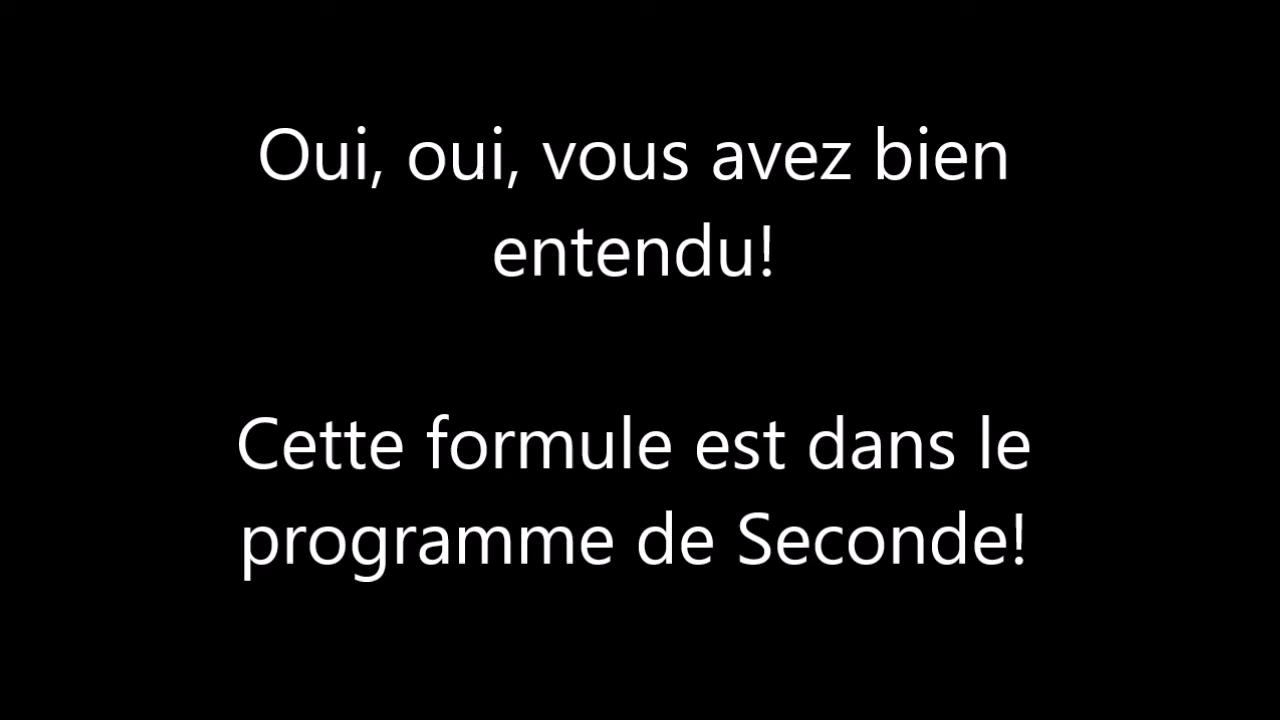 Oui, oui, vous avez bien
entendu!
Cette formule est dans le
programme de Seconde!